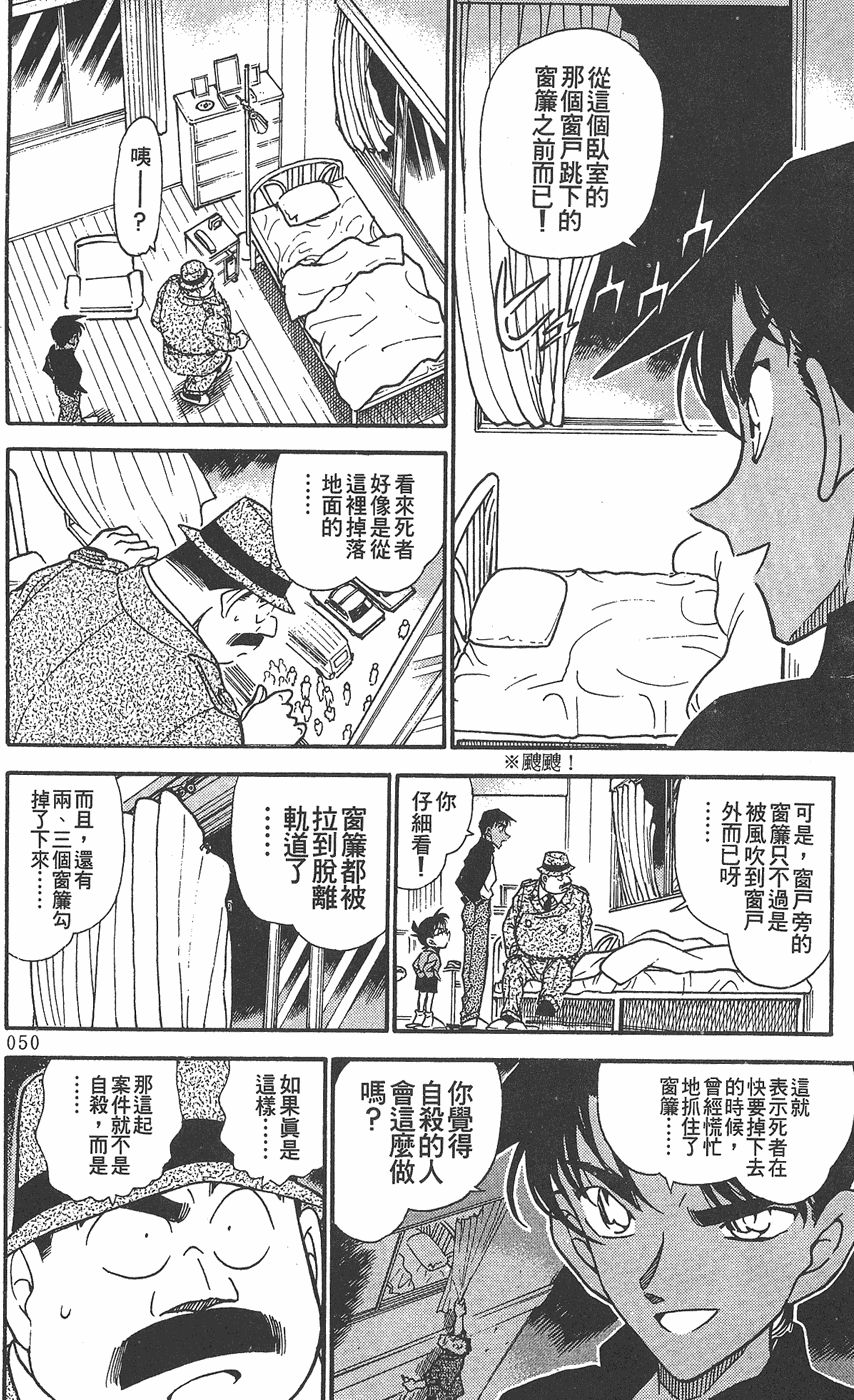 從這個臥室的
那個窗戶跳下的
窗簾之前而已！
ビュ
ウウウ
咦——？
看來死者
好像是從
這裡掉落
地面的
……
※颼颼！
可是，窗戶旁的
窗簾只不過是
被風吹到窗戶
外而已呀
……
你
仔細看！
窗簾都被
拉到脫離
軌道了
……
而且，還有
兩、三個窗簾勾
掉了下來……
050
這就
表示死者在
快要掉下去
的時候，
曾經慌忙
地抓住了
窗簾……
你覺得
自殺的人
會這麼做
嗎？
如果真是
這樣……
那這起
案件就不是
自殺，而是
……